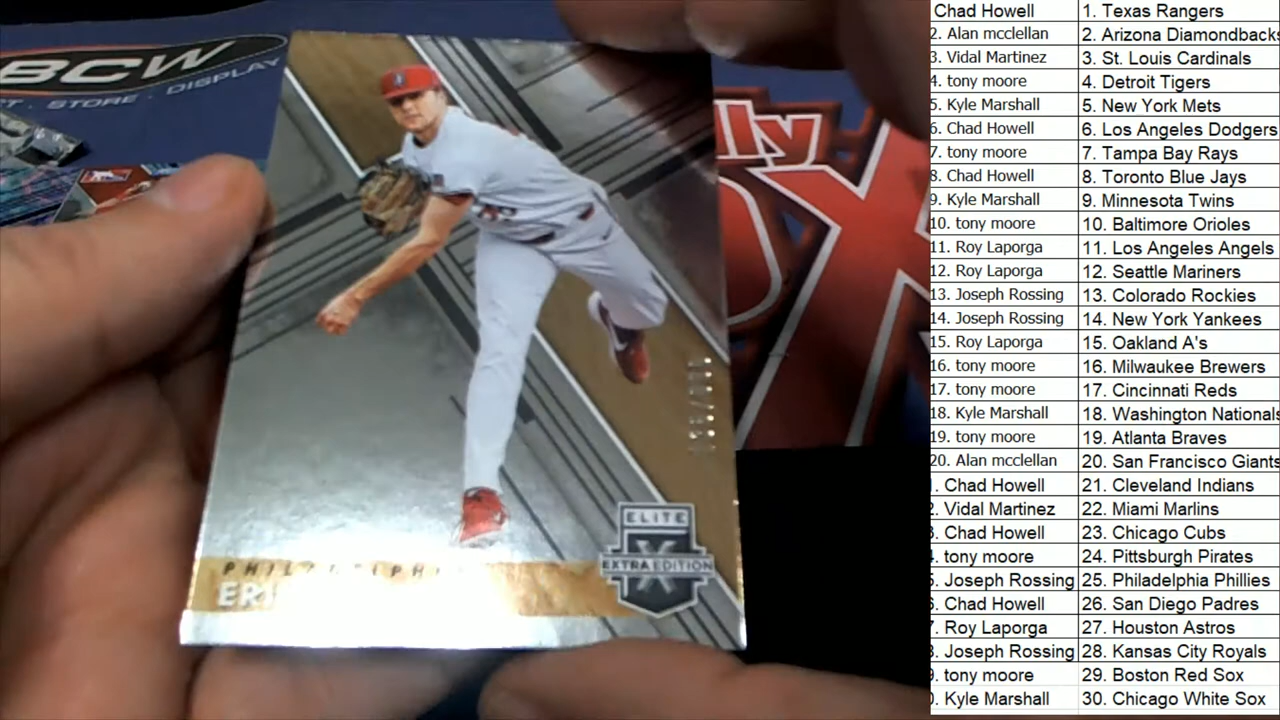 BCW
STORE . DISPLAY
lly
OX
ELITE
X
EXTRA EDITION
PHILADELPHI
ERI
Chad Howell 1. Texas Rangers
2. Alan mcclellan 2. Arizona Diamondbacks
3. Vidal Martinez 3. St. Louis Cardinals
4. tony moore 4. Detroit Tigers
5. Kyle Marshall 5. New York Mets
6. Chad Howell 6. Los Angeles Dodgers
7. tony moore 7. Tampa Bay Rays
8. Chad Howell 8. Toronto Blue Jays
9. Kyle Marshall 9. Minnesota Twins
10. tony moore 10. Baltimore Orioles
11. Roy Laporga 11. Los Angeles Angels
12. Roy Laporga 12. Seattle Mariners
13. Joseph Rossing 13. Colorado Rockies
14. Joseph Rossing 14. New York Yankees
15. Roy Laporga 15. Oakland A's
16. tony moore 16. Milwaukee Brewers
17. tony moore 17. Cincinnati Reds
18. Kyle Marshall 18. Washington Nationals
19. tony moore 19. Atlanta Braves
20. Alan mcclellan 20. San Francisco Giants
. Chad Howell 21. Cleveland Indians
. Vidal Martinez 22. Miami Marlins
. Chad Howell 23. Chicago Cubs
. tony moore 24. Pittsburgh Pirates
. Joseph Rossing 25. Philadelphia Phillies
. Chad Howell 26. San Diego Padres
. Roy Laporga 27. Houston Astros
. Joseph Rossing 28. Kansas City Royals
. tony moore 29. Boston Red Sox
. Kyle Marshall 30. Chicago White Sox